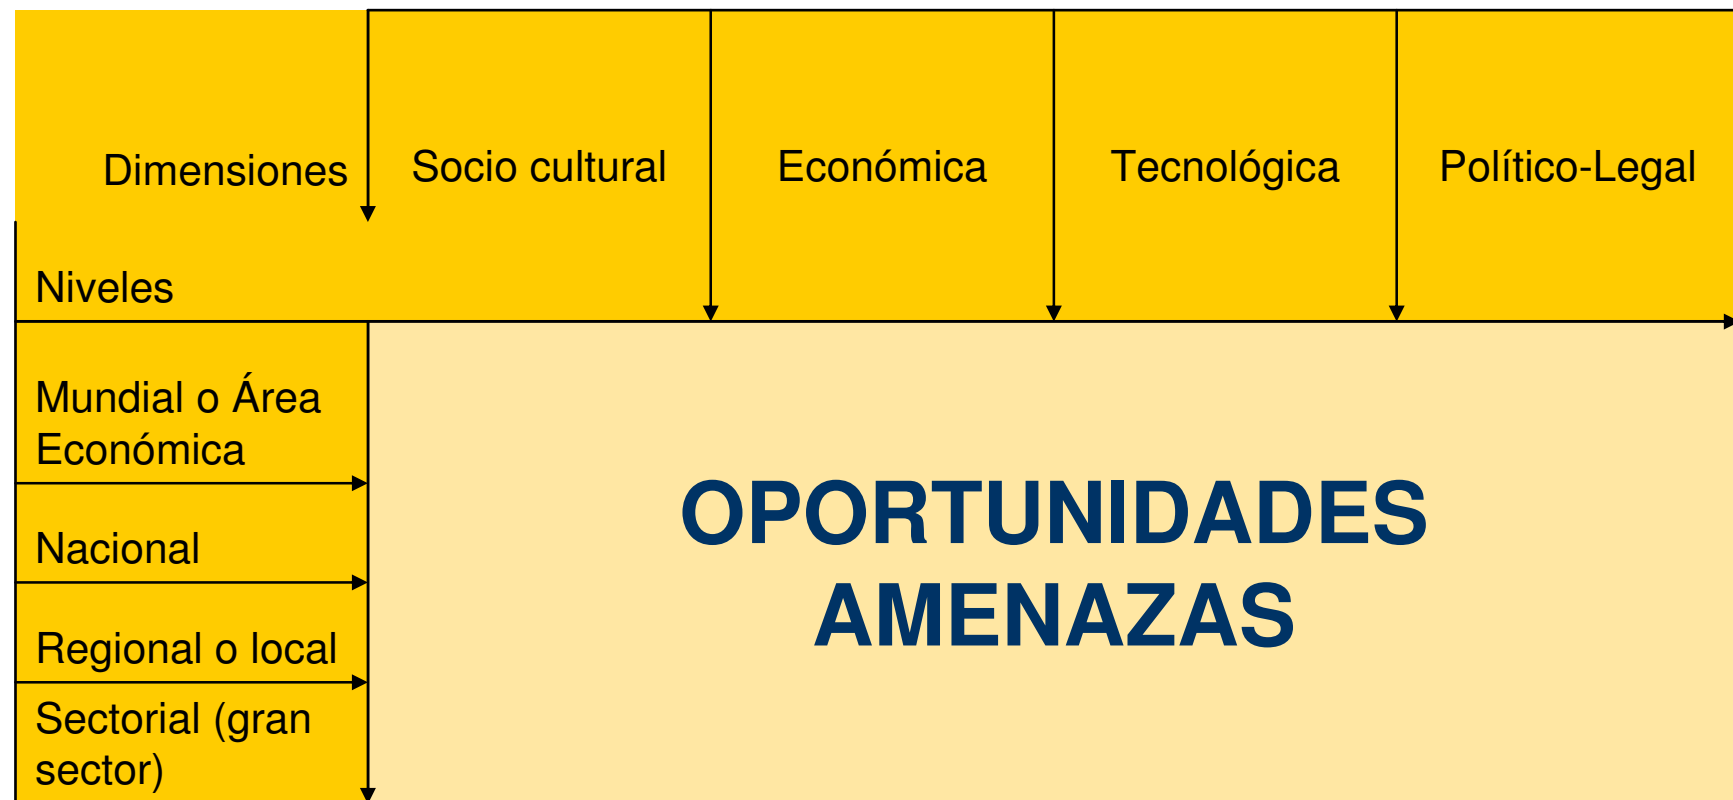 Dimensiones
Socio cultural
Económica
Tecnológica
Político-Legal
Niveles
Mundial o Área
Económica
Nacional
Regional o local
Sectorial (gran
sector)
OPORTUNIDADES
AMENAZAS